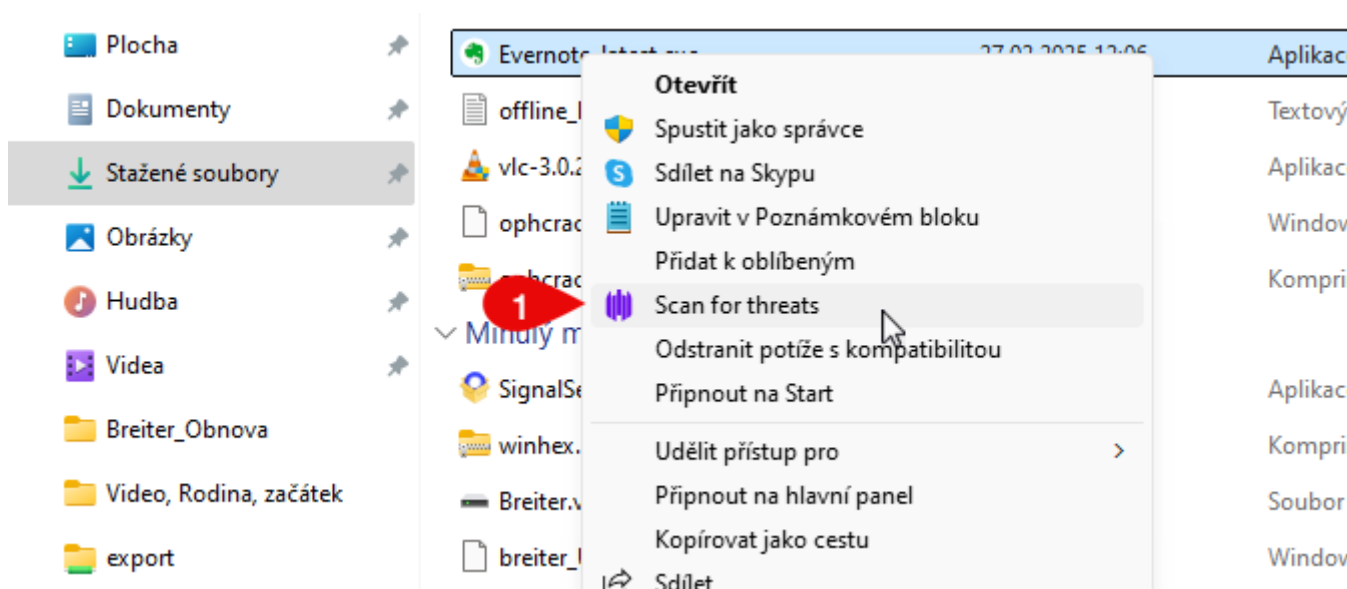 Plocha
Dokumenty
Stažené soubory
Obrázky
Hudba
Videa
Breiter_Obnova
Video, Rodina, začátek
export
27.02.2025 12:06
Aplikac
offline_
Textový
vlc-3.0.2
Aplikac
ophcrac
Window
Kompri
Minulý m
SignalSe
Aplikac
winhex.
Kompri
Breiter.v
Soubor
breiter_
Window
Otevřít
Spustit jako správce
S
Sdílet na Skypu
Upravit v Poznámkovém bloku
Přidat k oblíbeným
1
Scan for threats
Odstranit potíže s kompatibilitou
Připnout na Start
Udělit přístup pro
Připnout na hlavní panel
Kopírovat jako cestu
Sdílet